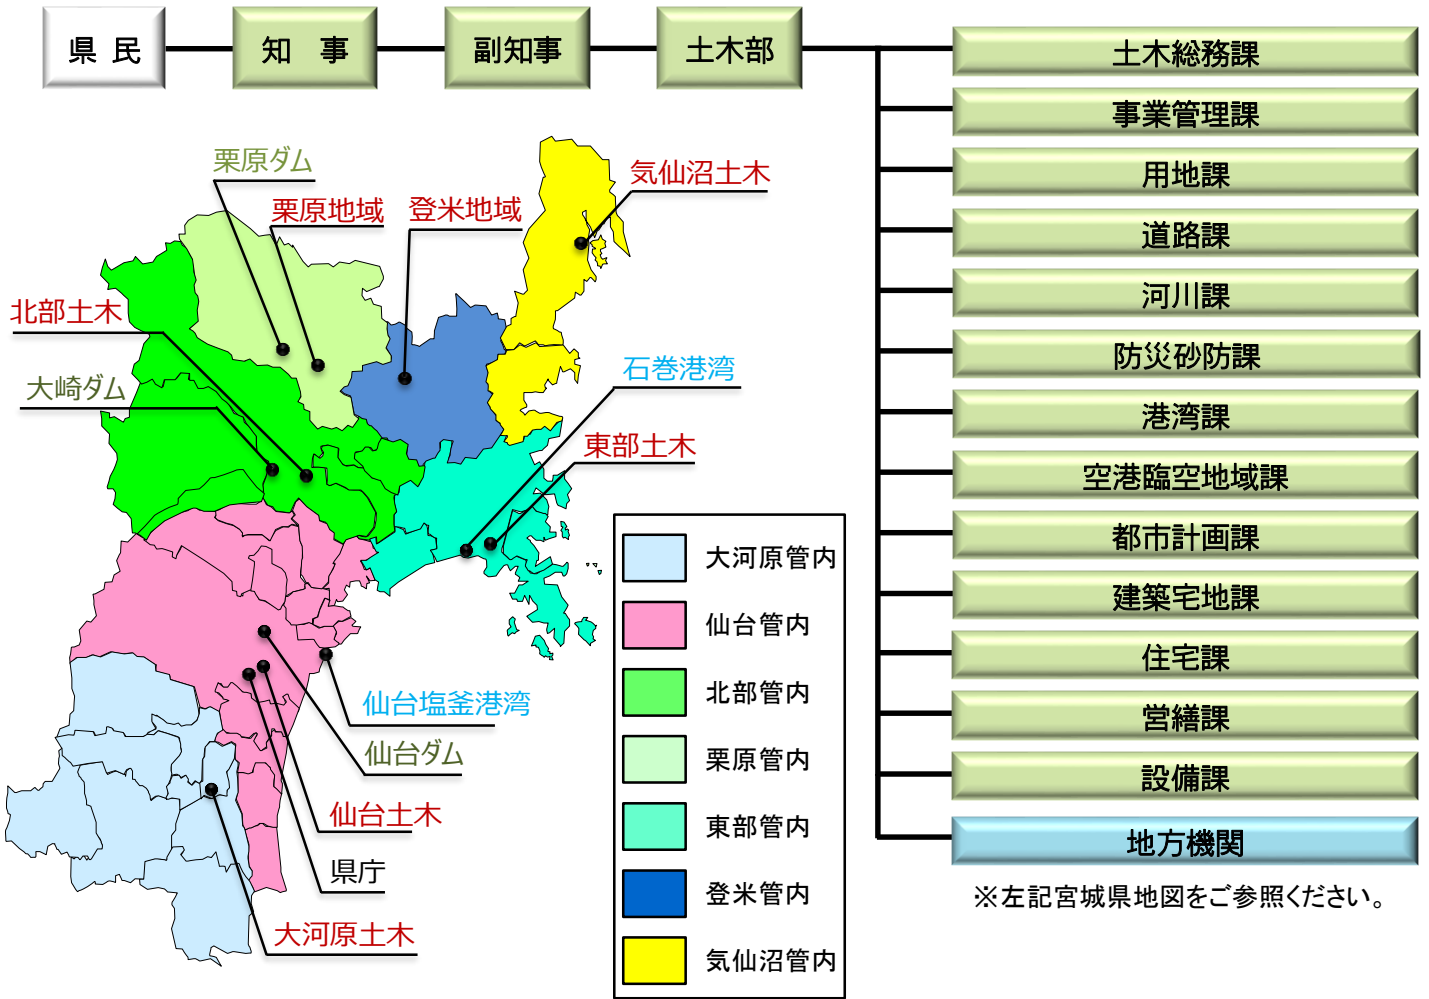 県 民
知　事
副知事
土木部
土木総務課
事業管理課
用地課
道路課
河川課
防災砂防課
港湾課
空港臨空地域課
都市計画課
建築宅地課
住宅課
営繕課
設備課
地方機関
※左記宮城県地図をご参照ください。
栗原ダム
栗原地域
登米地域
気仙沼土木
北部土木
大崎ダム
石巻港湾
東部土木
仙台塩釜港湾
仙台ダム
仙台土木
県庁
大河原土木
大河原管内
仙台管内
北部管内
栗原管内
東部管内
登米管内
気仙沼管内